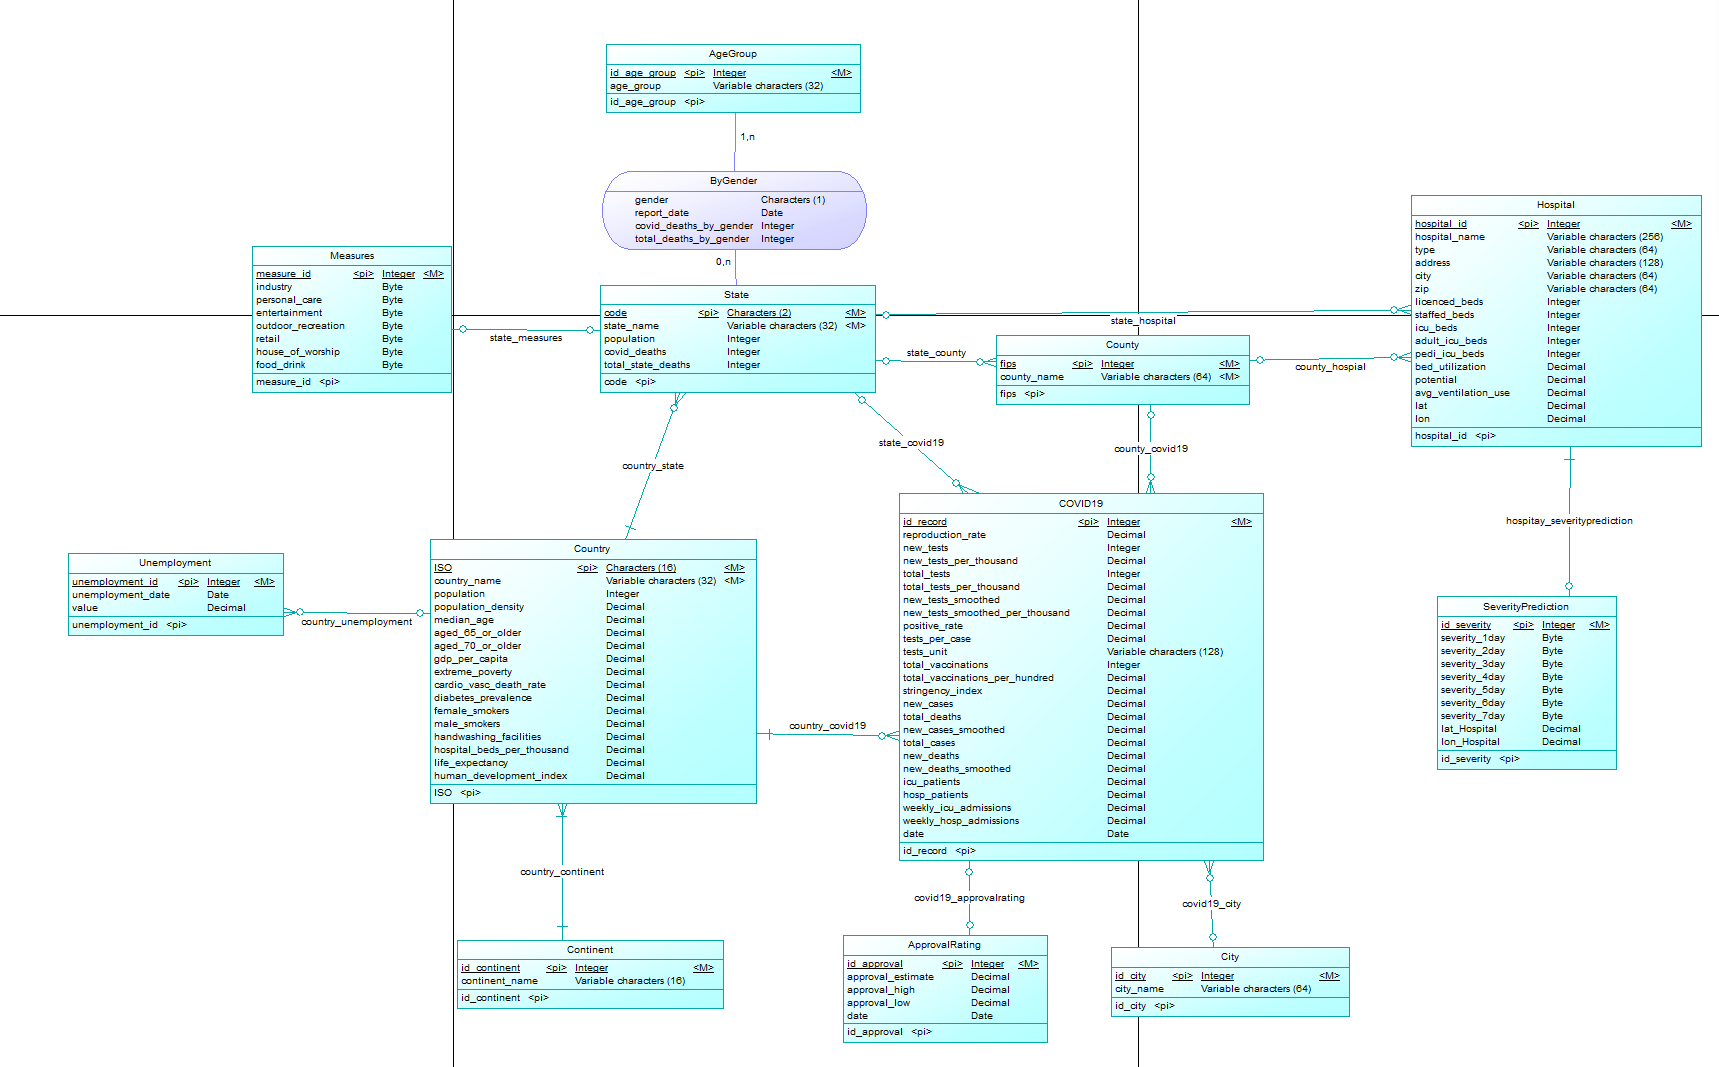 AgeGroup
id_age_group <pi> Integer <M>
age_group Variable characters (32)
id_age_group <pi>
1,n
ByGender
gender Characters (1)
report_date Date
covid_deaths_by_gender Integer
total_deaths_by_gender Integer
0,n
Measures
measure_id <pi> Integer <M>
industry Byte
personal_care Byte
entertainment Byte
outdoor_recreation Byte
retail Byte
house_of_worship Byte
food_drink Byte
measure_id <pi>
state_measures
State
code <pi> Characters (2) <M>
state_name Variable characters (32) <M>
population Integer
covid_deaths Integer
total_state_deaths Integer
code <pi>
state_hospital
state_county
County
fips <pi> Integer <M>
county_name Variable characters (64) <M>
fips <pi>
county_hospial
Hospital
hospital_id <pi> Integer <M>
hospital_name Variable characters (256)
type Variable characters (64)
address Variable characters (128)
city Variable characters (64)
zip Variable characters (64)
licenced_beds Integer
staffed_beds Integer
icu_beds Integer
adult_icu_beds Integer
pedi_icu_beds Integer
bed_utilization Decimal
potential Decimal
avg_ventilation_use Decimal
lat Decimal
lon Decimal
hospital_id <pi>
country_state
state_covid19
county_covid19
hospitay_severityprediction
Unemployment
unemployment_id <pi> Integer <M>
unemployment_date Date
value Decimal
unemployment_id <pi>
country_unemployment
Country
ISO <pi> Characters (16) <M>
country_name Variable characters (32) <M>
population Integer
population_density Decimal
median_age Decimal
aged_65_or_older Decimal
aged_70_or_older Decimal
gdp_per_capita Decimal
extreme_poverty Decimal
cardio_vasc_death_rate Decimal
diabetes_prevalence Decimal
female_smokers Decimal
male_smokers Decimal
handwashing_facilities Decimal
hospital_beds_per_thousand Decimal
life_expectancy Decimal
human_development_index Decimal
ISO <pi>
country_covid19
COVID19
id_record <pi> Integer <M>
reproduction_rate Decimal
new_tests Integer
new_tests_per_thousand Decimal
total_tests Integer
total_tests_per_thousand Decimal
new_tests_smoothed Decimal
new_tests_smoothed_per_thousand Decimal
positive_rate Decimal
tests_per_case Decimal
tests_unit Variable characters (128)
total_vaccinations Integer
total_vaccinations_per_hundred Decimal
stringency_index Decimal
new_cases Decimal
total_deaths Decimal
new_cases_smoothed Decimal
total_cases Decimal
new_deaths Decimal
new_deaths_smoothed Decimal
icu_patients Decimal
hosp_patients Decimal
weekly_icu_admissions Decimal
weekly_hosp_admissions Decimal
date Date
id_record <pi>
SeverityPrediction
id_severity <pi> Integer <M>
severity_1day Byte
severity_2day Byte
severity_3day Byte
severity_4day Byte
severity_5day Byte
severity_6day Byte
severity_7day Byte
lat_Hospital Decimal
lon_Hospital Decimal
id_severity <pi>
country_continent
covid19_approvalrating
covid19_city
Continent
id_continent <pi> Integer <M>
continent_name Variable characters (16)
id_continent <pi>
ApprovalRating
id_approval <pi> Integer <M>
approval_estimate Decimal
approval_high Decimal
approval_low Decimal
date Date
id_approval <pi>
City
id_city <pi> Integer <M>
city_name Variable characters (64)
id_city <pi>